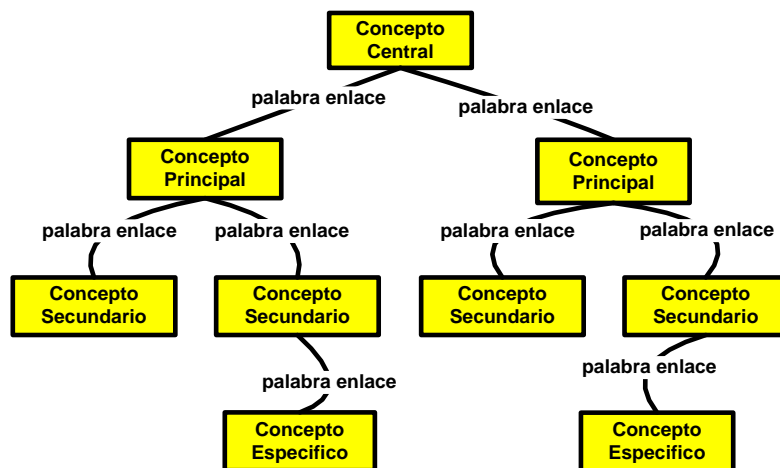 Concepto
Central
palabra enlace
palabra enlace
Concepto
Principal
Concepto
Principal
palabra enlace
palabra enlace
palabra enlace
palabra enlace
Concepto
Secundario
Concepto
Secundario
Concepto
Secundario
Concepto
Secundario
palabra enlace
palabra enlace
Concepto
Especifico
Concepto
Especifico